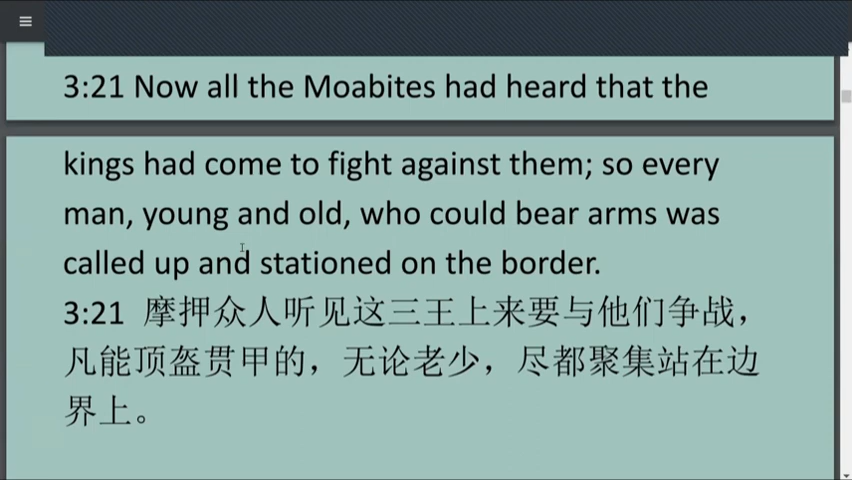 3:21 Now all the Moabites had heard that the
kings had come to fight against them; so every
man, young and old, who could bear arms was
called up and stationed on the border.
3:21 摩押众人听见这三王上来要与他们争战，
凡能顶盔贯甲的，无论老少，尽都聚集站在边
界上。